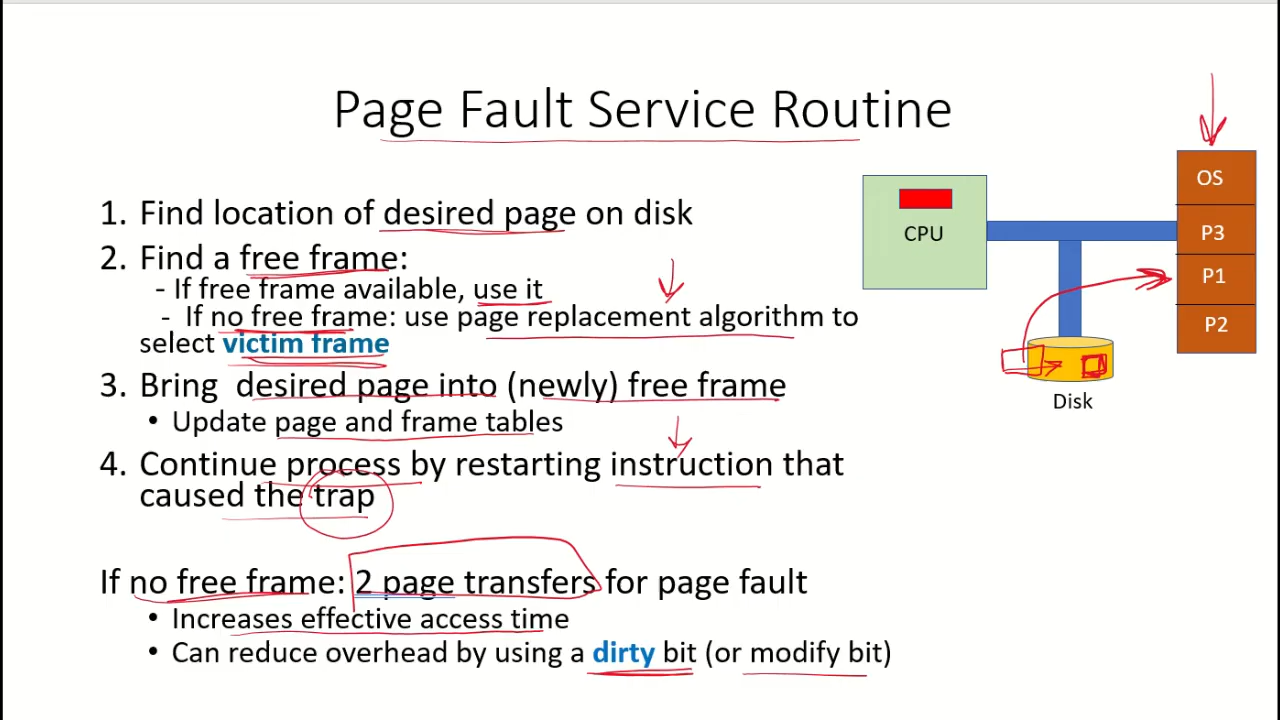 Page Fault Service Routine
1. Find location of desired page on disk
2. Find a free frame:
- If free frame available, use it
- If no free frame: use page replacement algorithm to
select victim frame
3. Bring desired page into (newly) free frame
• Update page and frame tables
4. Continue process by restarting instruction that
caused the trap
If no free frame: 2 page transfers for page fault
• Increases effective access time
• Can reduce overhead by using a dirty bit (or modify bit)
CPU
Disk
OS
P3
P1
P2